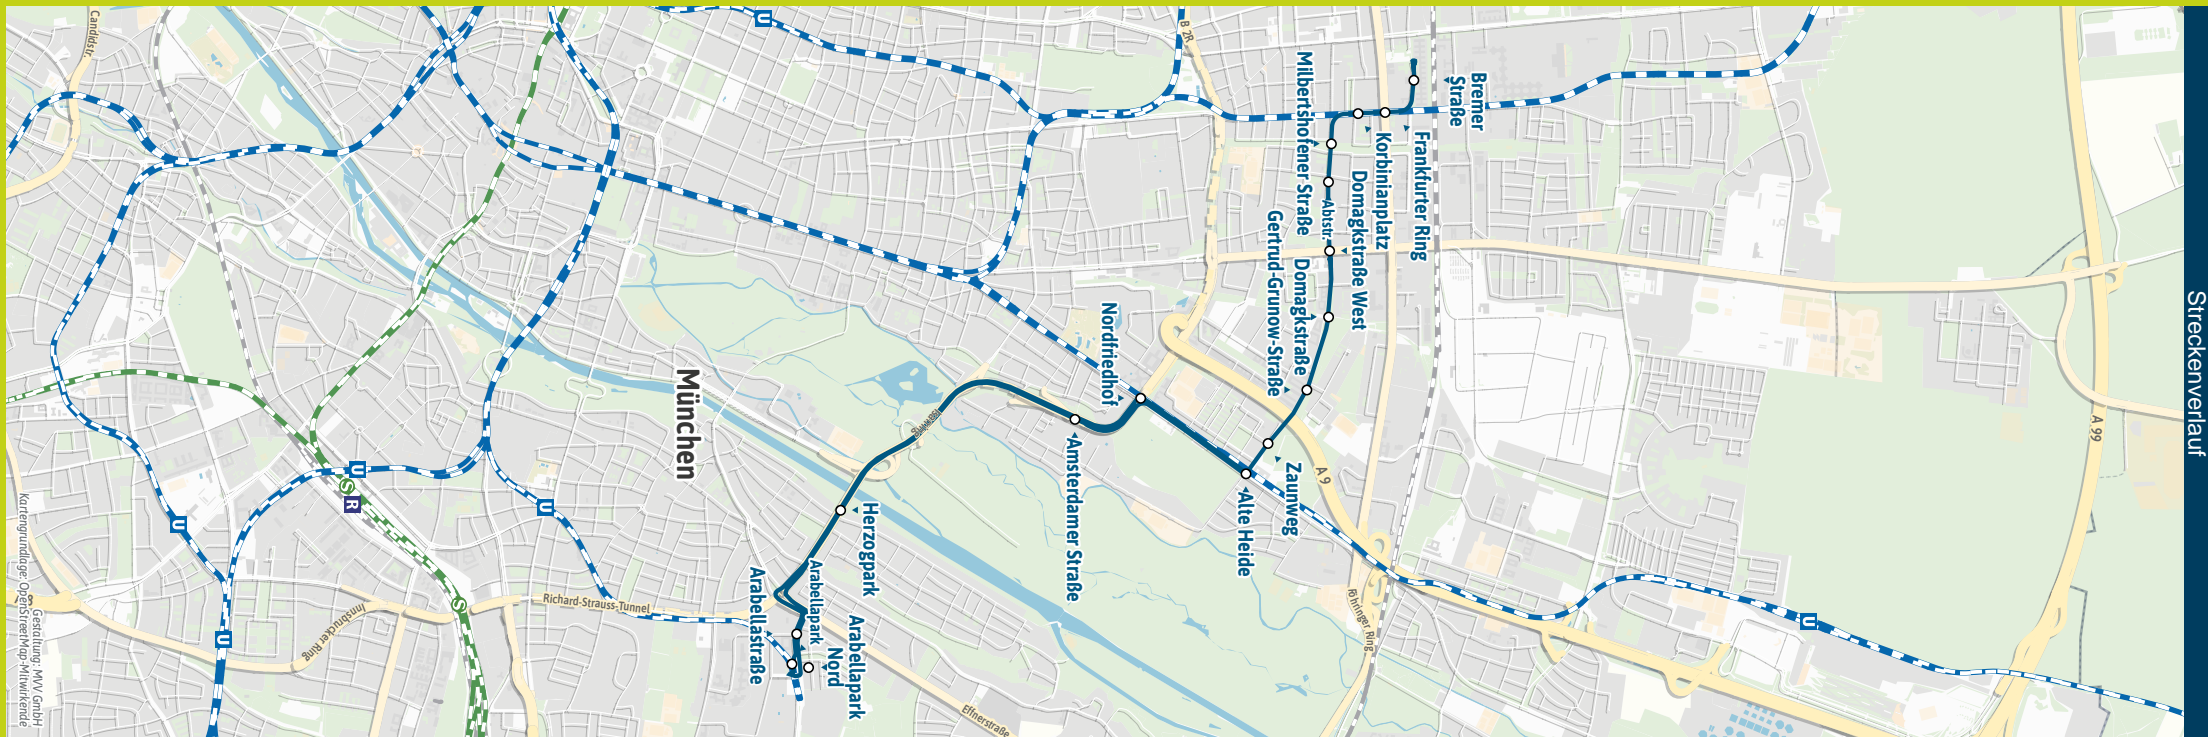 Streckenverlauf
Bremer
Straße
Frankfurter Ring
Korbinianplatz
Milbertshofener Straße
Abtstr.
Domagkstraße West
Domagkstraße
Gertrud-Grunow-Straße
Zaunweg
Alte Heide
Nordfriedhof
Amsterdamer Straße
Herzogpark
Arabellapark
Arabellapark
Nord
Arabellastraße
München
Candidstr.
B 2R
A 9
A 99
Föhringer Ring
Effnerstraße
Richard-Strauss-Tunnel
Innsbrucker Ring
U
U
U
U
U
U
S
R
S
Gestaltung: MVV GmbH
Kartengrundlage: OpenStreetMap-Mitwirkende